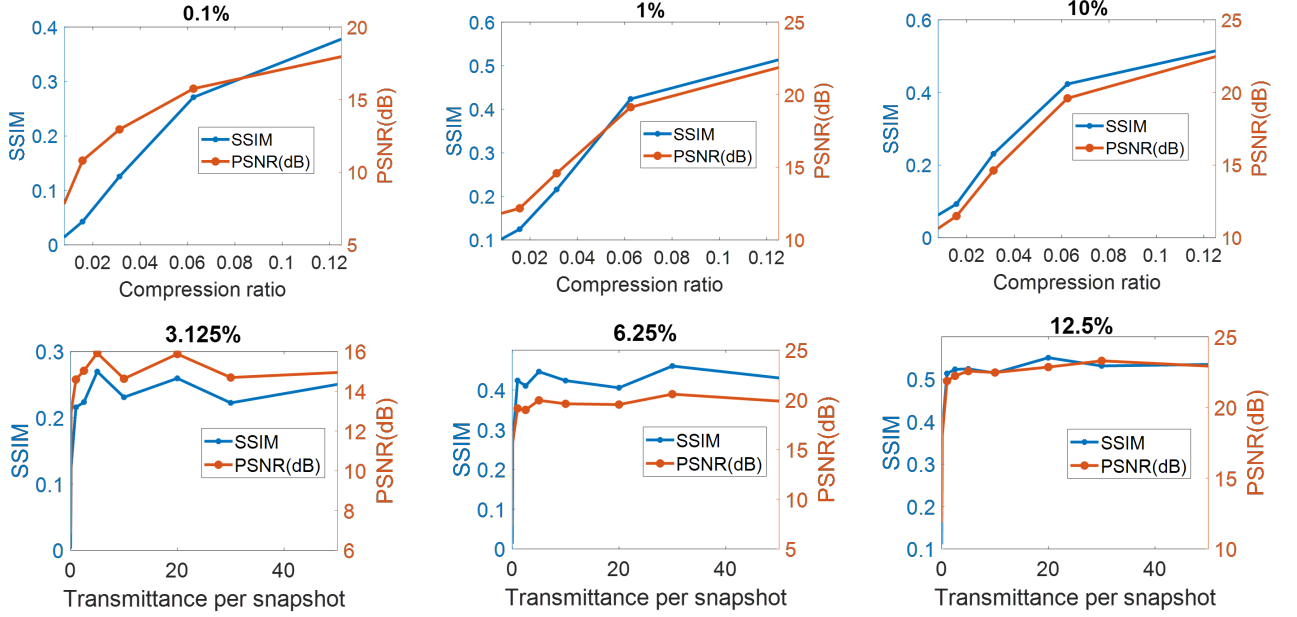 0.1%
0.4
0.3
0.2
0.1
0
SSIM
20
15
10
5
PSNR(dB)
SSIM
PSNR(dB)
0.02 0.04 0.06 0.08 0.1 0.12
Compression ratio
1%
0.6
0.5
0.4
0.3
0.2
0.1
SSIM
25
20
15
10
PSNR(dB)
SSIM
PSNR(dB)
0.02 0.04 0.06 0.08 0.1 0.12
Compression ratio
10%
0.6
0.4
0.2
0
SSIM
25
20
15
10
PSNR(dB)
SSIM
PSNR(dB)
0.02 0.04 0.06 0.08 0.1 0.12
Compression ratio
3.125%
0.3
0.2
0.1
0
SSIM
16
14
12
10
8
6
PSNR(dB)
SSIM
PSNR(dB)
0 20 40
Transmittance per snapshot
6.25%
0.4
0.3
0.2
0.1
0
SSIM
25
20
15
10
5
PSNR(dB)
SSIM
PSNR(dB)
0 20 40
Transmittance per snapshot
12.5%
0.5
0.4
0.3
0.2
0.1
SSIM
25
20
15
10
PSNR(dB)
SSIM
PSNR(dB)
0 20 40
Transmittance per snapshot